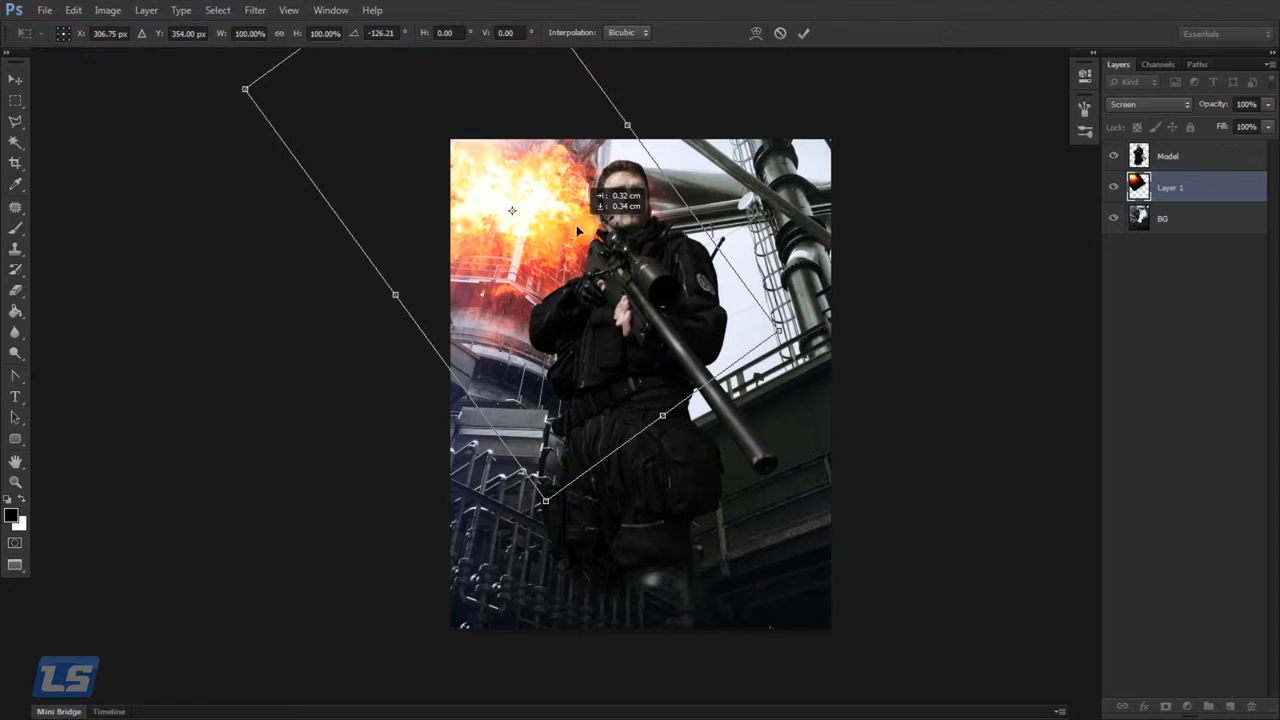 Ps File Edit Image Layer Type Select Filter View Window Help
X: 306.75 px Y: 354.00 px W: 100.00% H: 100.00% -126.21 ° H: 0.00 ° V: 0.00 ° Interpolation: Bicubic Essentials
Layers Channels Paths
Kind
Screen Opacity: 100%
Lock: Fill: 100%
Model
Layer 1
BG
→: 0.32 cm
↓: 0.34 cm
LS
Mini Bridge Timeline